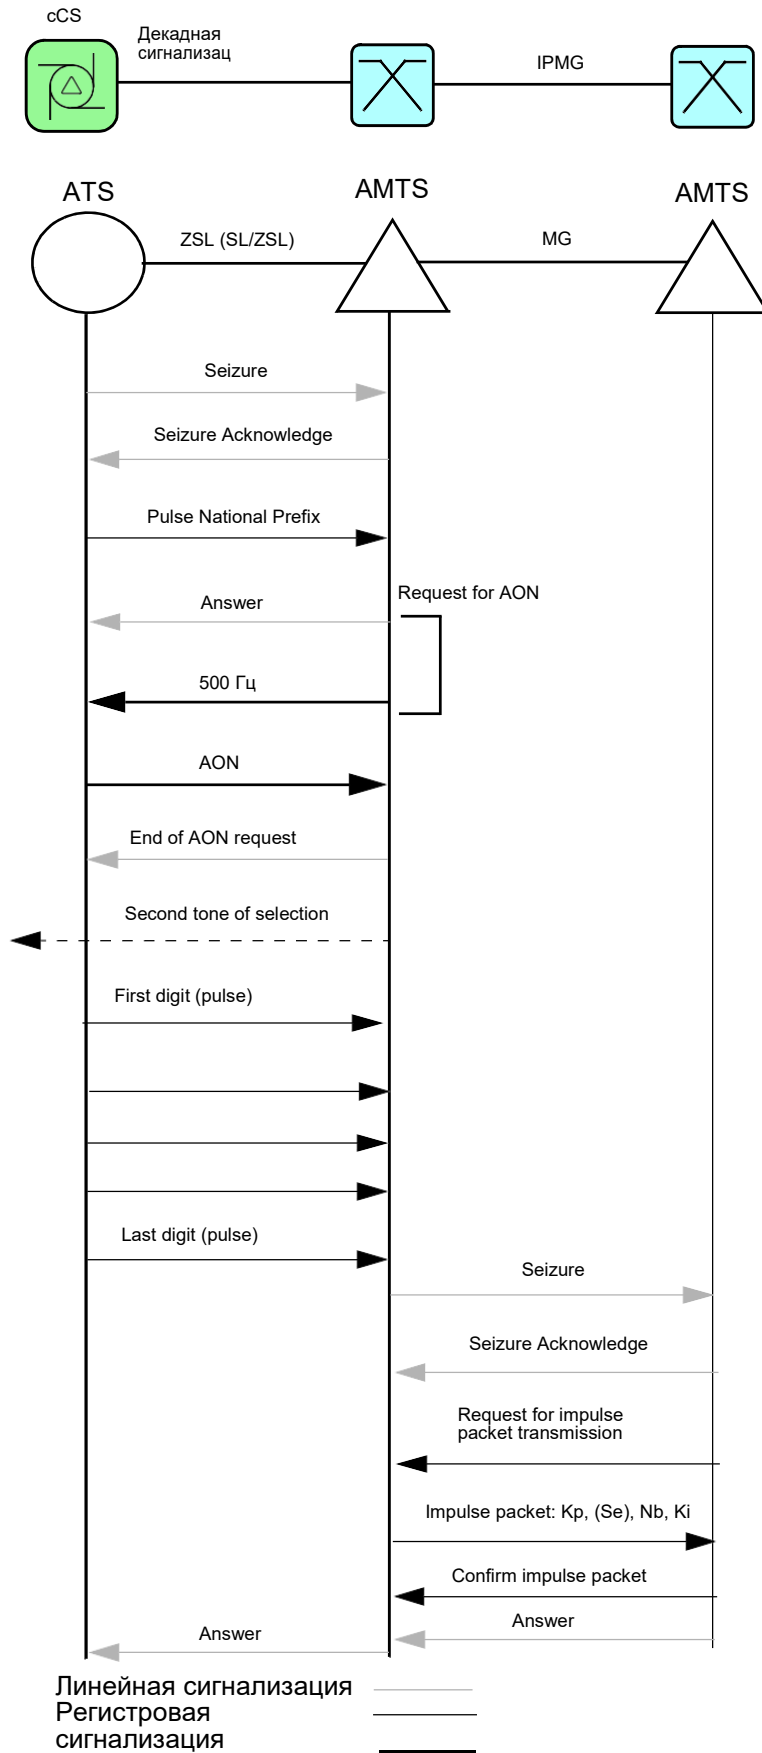 cCS
Декадная
сигнализац
IPMG
ATS
AMTS
AMTS
ZSL (SL/ZSL)
MG
Seizure
Seizure Acknowledge
Pulse National Prefix
Request for AON
Answer
500 Гц
AON
End of AON request
Second tone of selection
First digit (pulse)
Last digit (pulse)
Seizure
Seizure Acknowledge
Request for impulse
packet transmission
Impulse packet: Kp, (Se), Nb, Ki
Confirm impulse packet
Answer
Answer
Линейная сигнализация
Регистровая
сигнализация